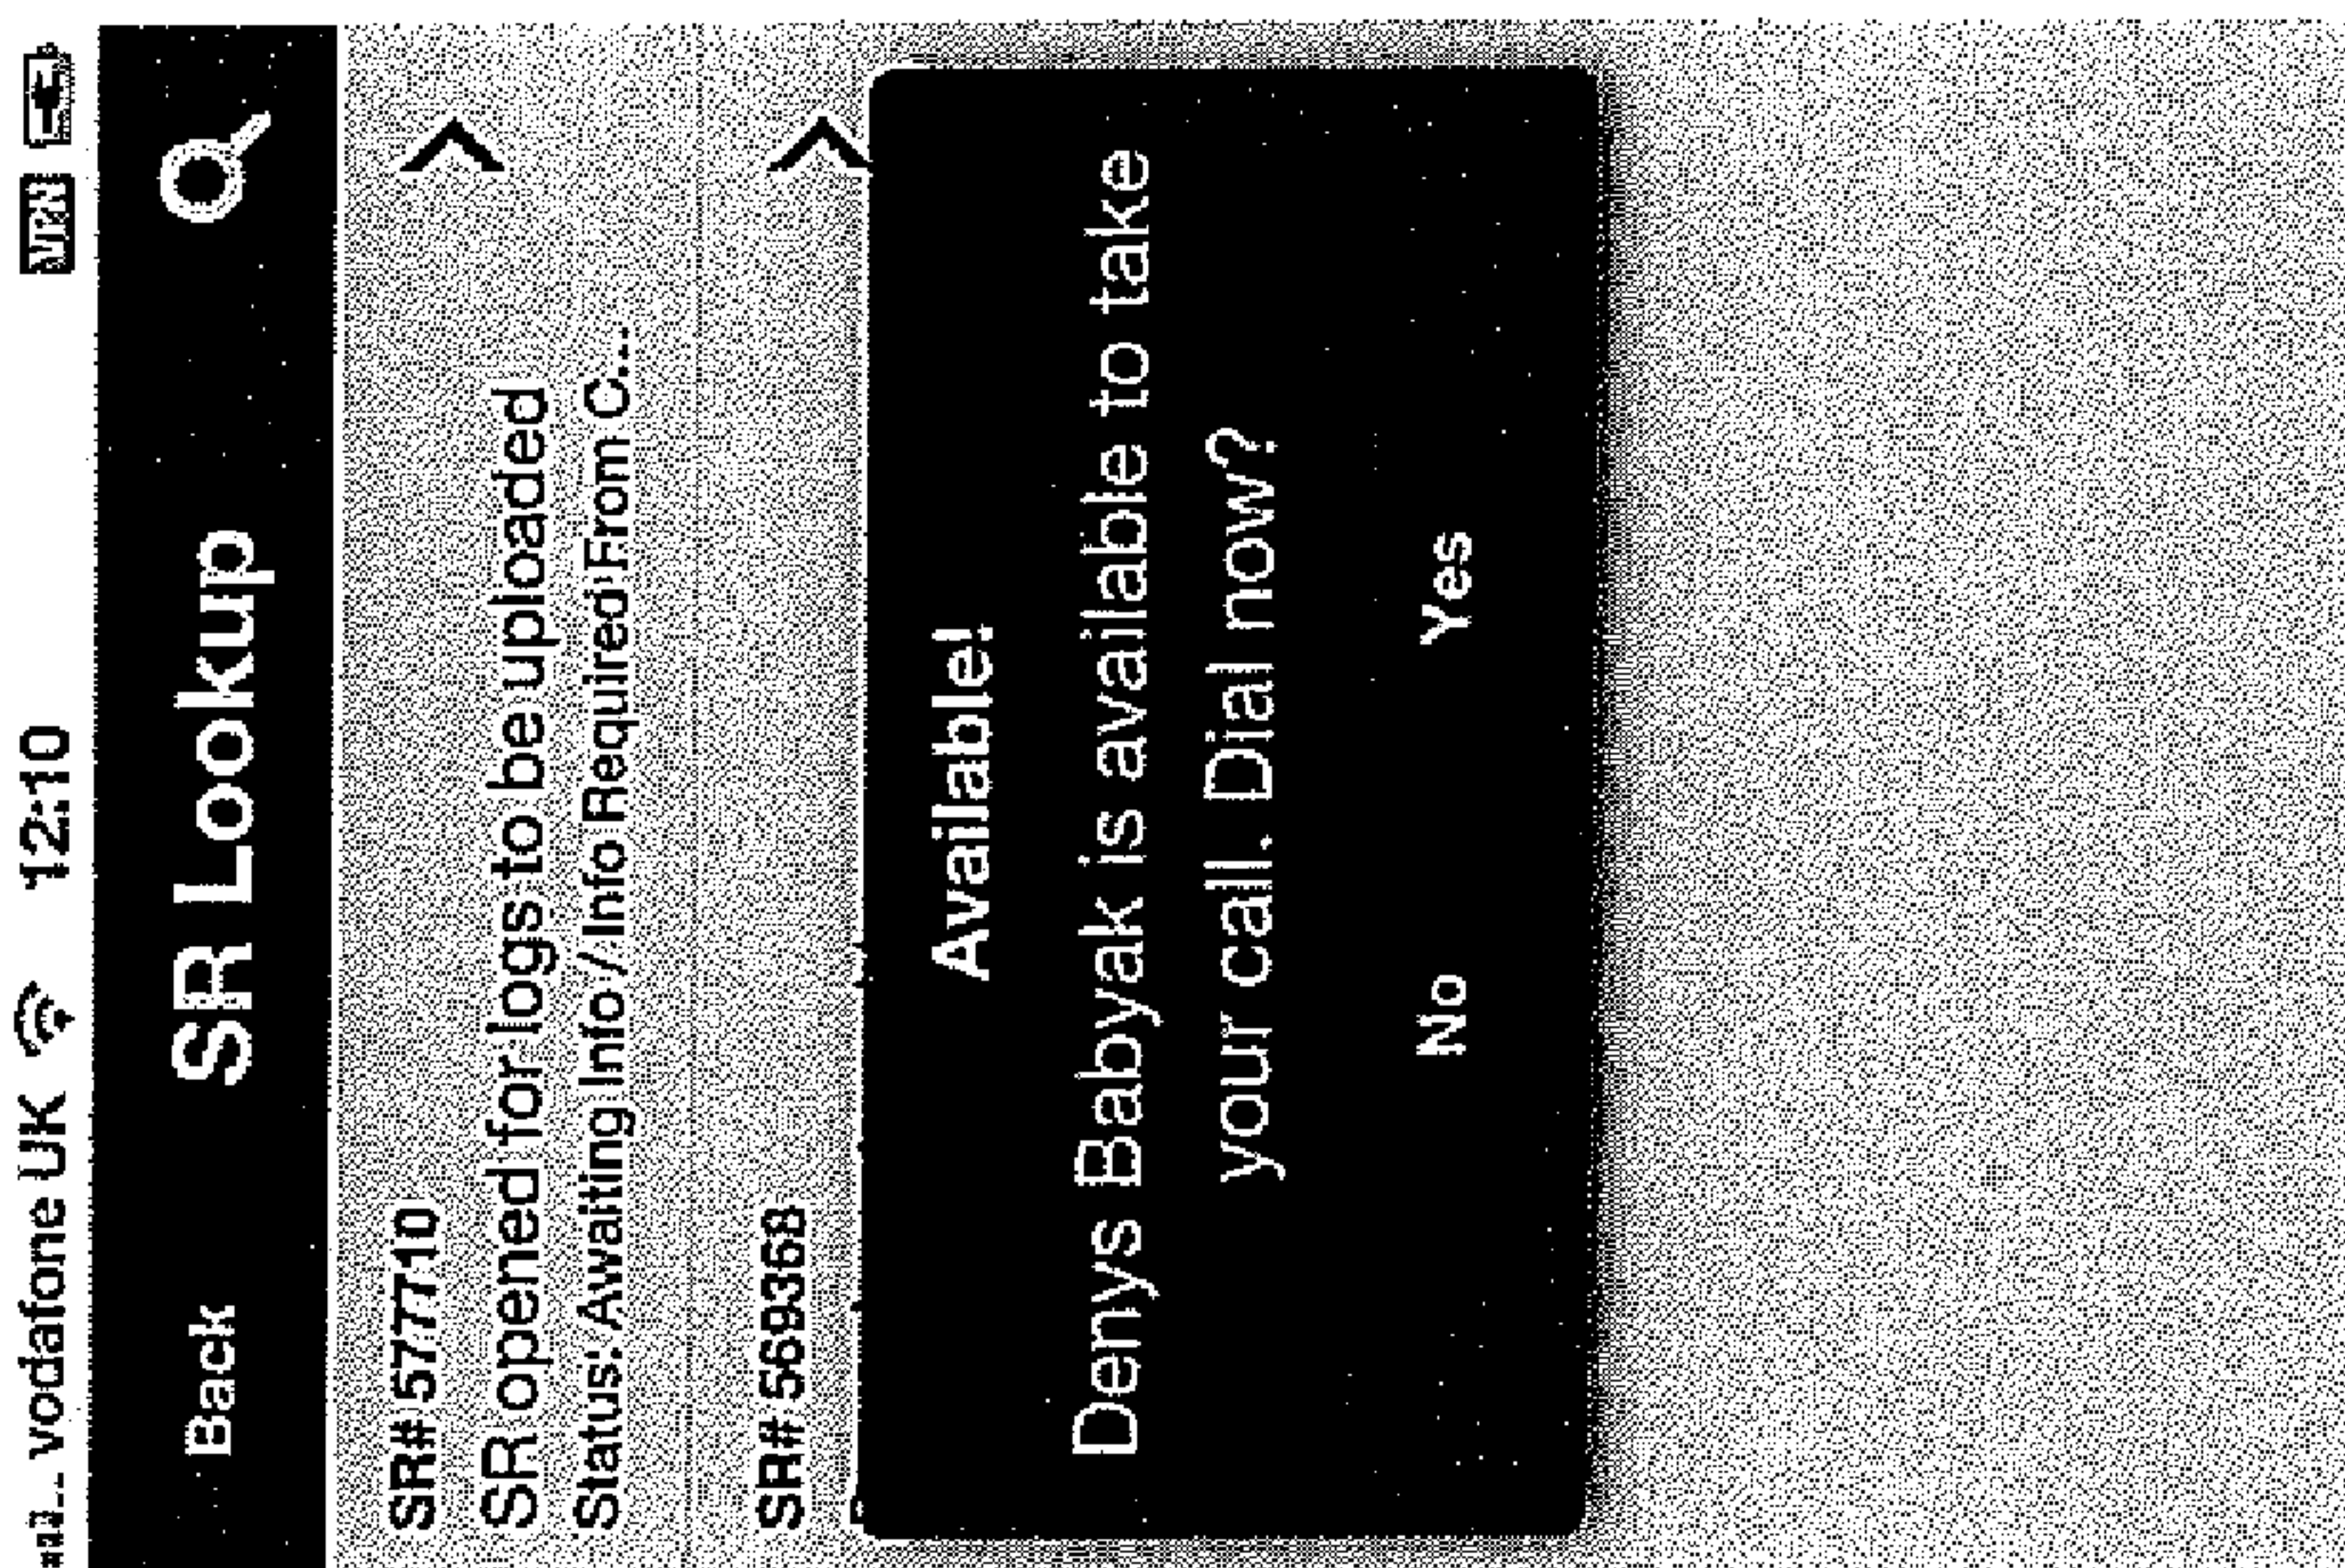 vodafone UK 12:10 VPN
Back SR Lookup
SR# 577710
SR opened for logs to be uploaded
Status: Awaiting Info / Info Required From C...
SR# 569368
Available!
Denys Babyak is available to take
your call. Dial now?
No Yes